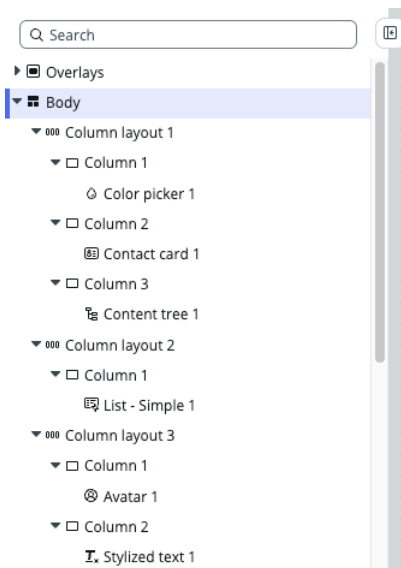 Search
Overlays
Body
Column layout 1
Column 1
Color picker 1
Column 2
Contact card 1
Column 3
Content tree 1
Column layout 2
Column 1
List - Simple 1
Column layout 3
Column 1
Avatar 1
Column 2
Stylized text 1